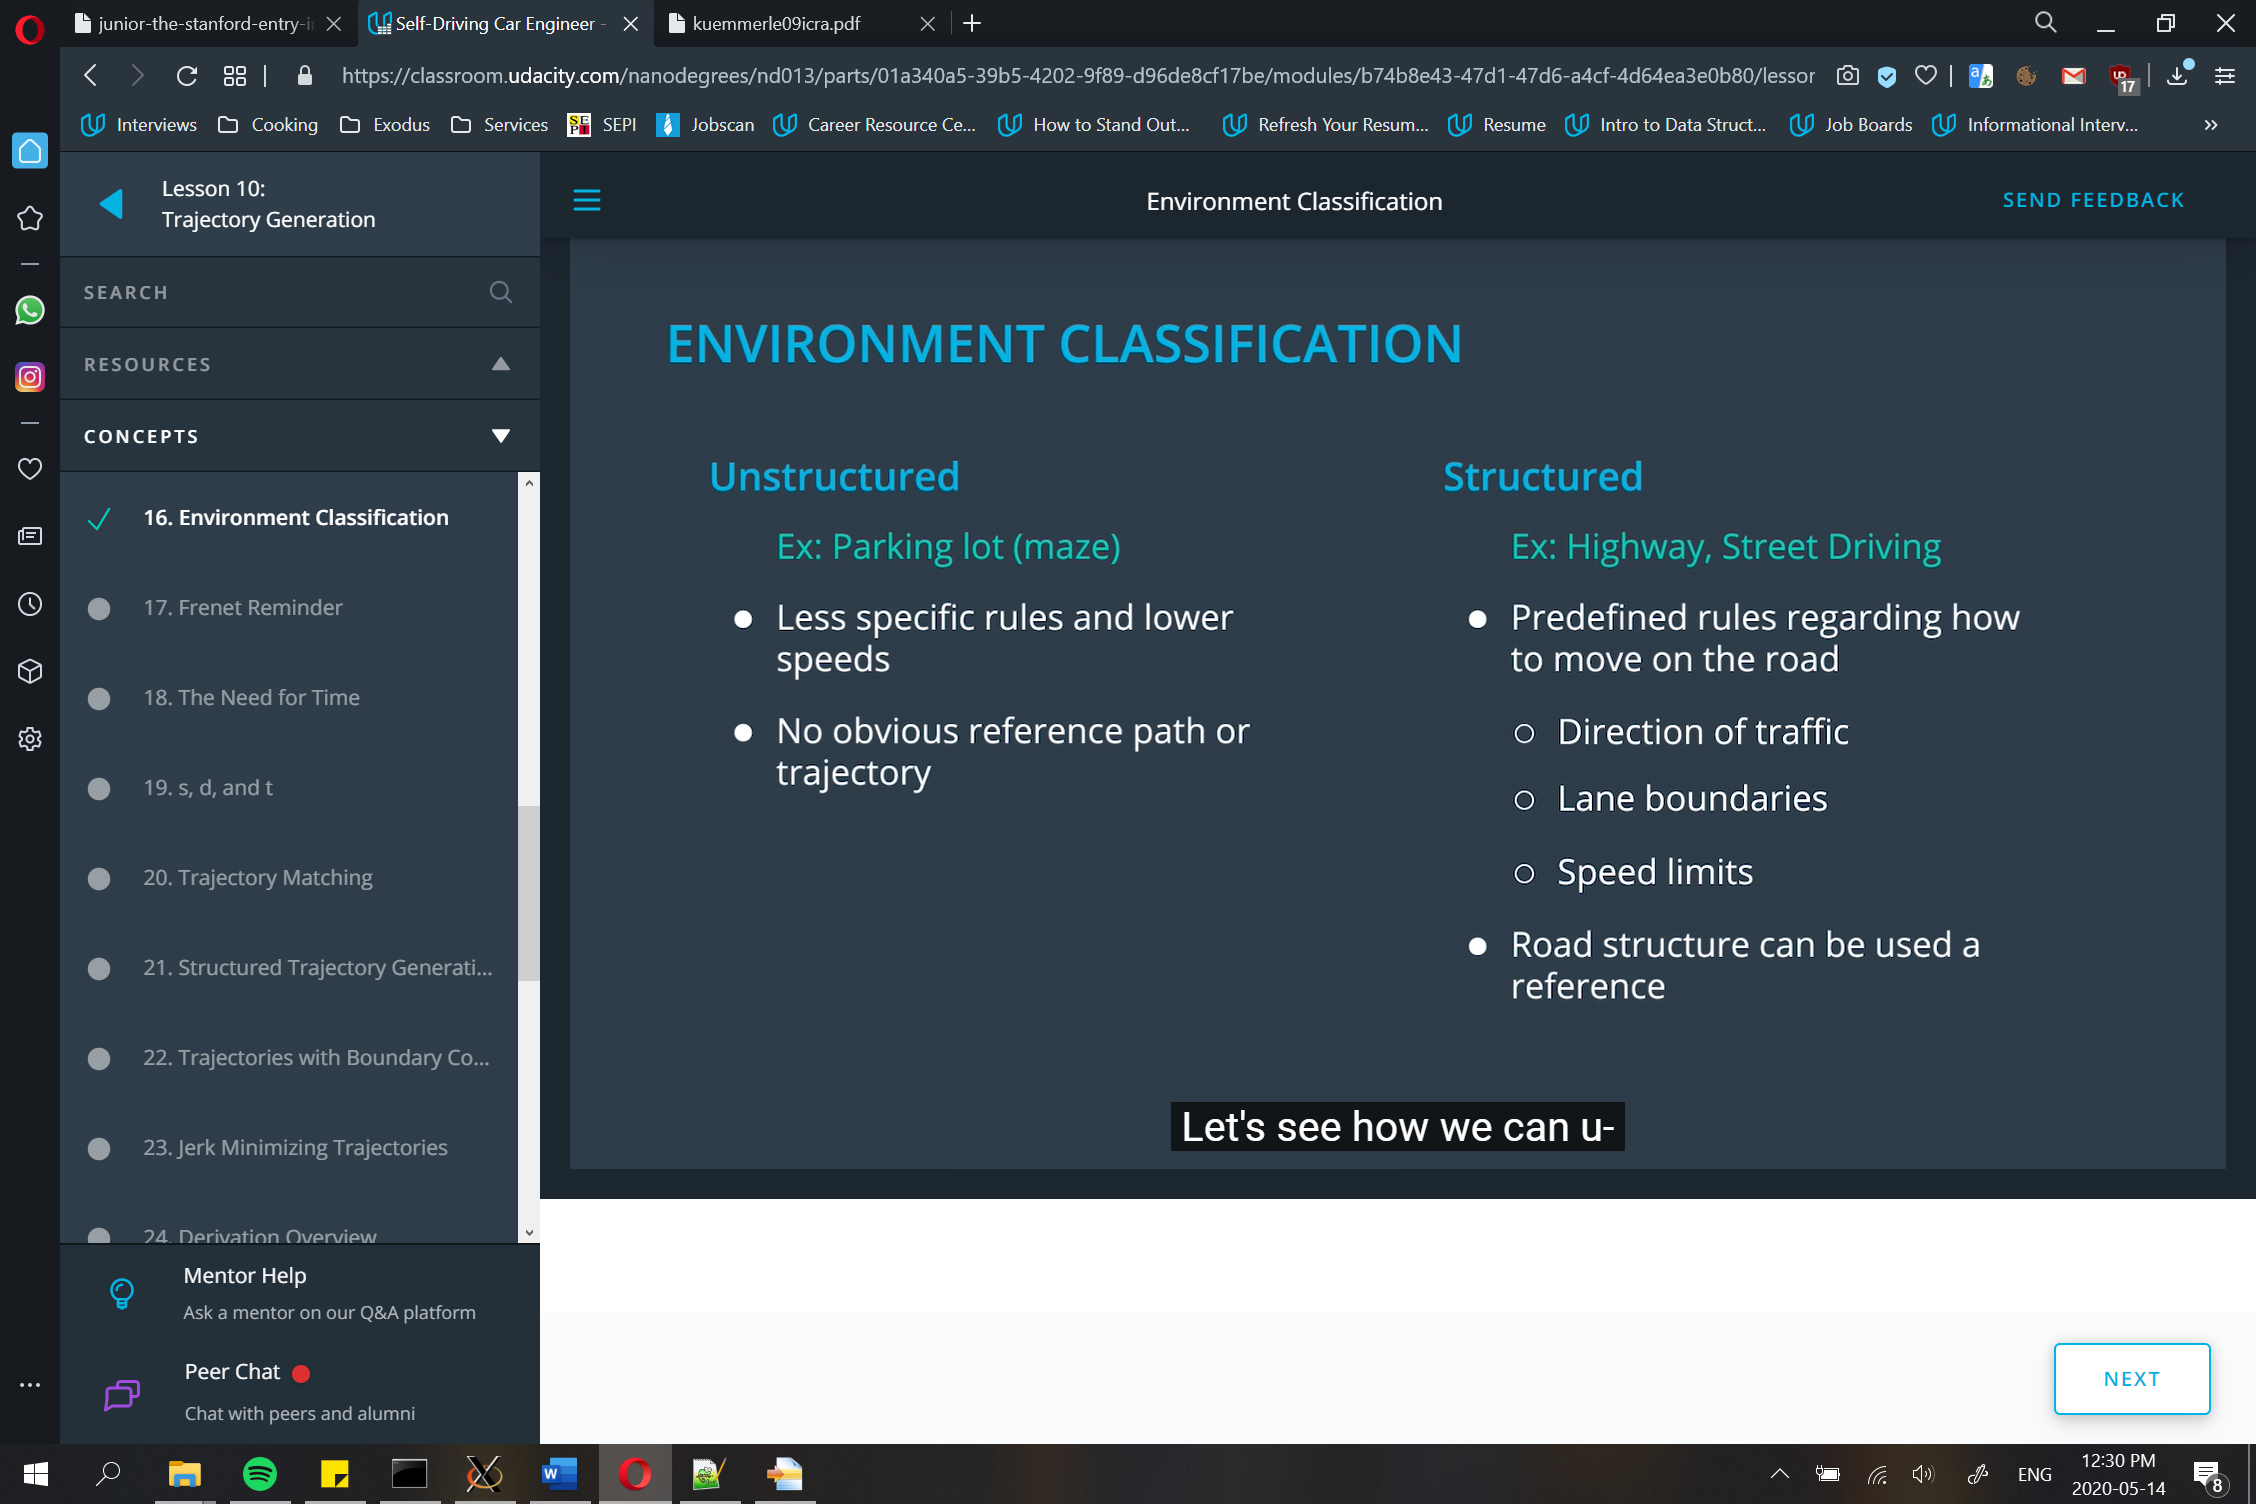 junior-the-stanford-entry-i
Self-Driving Car Engineer -
kuemmerle09icra.pdf
https://classroom.udacity.com/nanodegrees/nd013/parts/01a340a5-39b5-4202-9f89-d96de8cf17be/modules/b74b8e43-47d1-47d6-a4cf-4d64ea3e0b80/lessor
17
Interviews
Cooking
Exodus
Services
SEPI
Jobscan
Career Resource Ce...
How to Stand Out...
Refresh Your Resum...
Resume
Intro to Data Struct...
Job Boards
Informational Interv...
Lesson 10:
Trajectory Generation
SEARCH
RESOURCES
CONCEPTS
16. Environment Classification
17. Frenet Reminder
18. The Need for Time
19. s, d, and t
20. Trajectory Matching
21. Structured Trajectory Generati...
22. Trajectories with Boundary Co...
23. Jerk Minimizing Trajectories
24. Derivation Overview
Mentor Help
Ask a mentor on our Q&A platform
Peer Chat
Chat with peers and alumni
Environment Classification
SEND FEEDBACK
ENVIRONMENT CLASSIFICATION
Unstructured
Ex: Parking lot (maze)
Less specific rules and lower
speeds
No obvious reference path or
trajectory
Structured
Ex: Highway, Street Driving
Predefined rules regarding how
to move on the road
Direction of traffic
Lane boundaries
Speed limits
Road structure can be used a
reference
Let's see how we can u-
NEXT
ENG
12:30 PM
2020-05-14
8